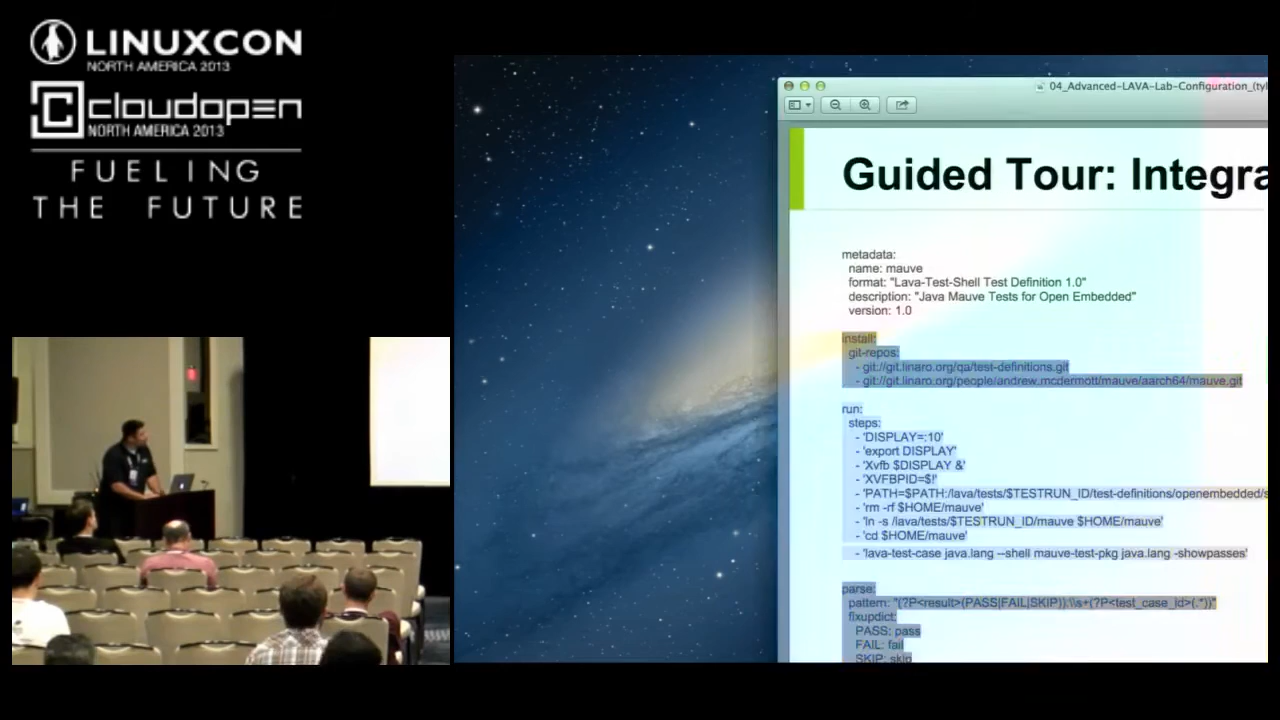 LINUXCON
NORTH AMERICA 2013
cloudopen
NORTH AMERICA 2013
FUELING
THE FUTURE
04_Advanced-LAVA-Lab-Configuration_(tyl
Guided Tour: Integra
metadata:
name: mauve
format: "Lava-Test-Shell Test Definition 1.0"
description: "Java Mauve Tests for Open Embedded"
version: 1.0
install:
git-repos:
- git://git.linaro.org/qa/test-definitions.git
- git://git.linaro.org/people/andrew.mcdermott/mauve/aarch64/mauve.git
run:
steps:
- 'DISPLAY=:10'
- 'export DISPLAY'
- 'Xvfb $DISPLAY &'
- 'XVFBPID=$!'
- 'PATH=$PATH:/lava/tests/$TESTRUN_ID/test-definitions/openembedded/s
- 'rm -rf $HOME/mauve'
- 'ln -s /lava/tests/$TESTRUN_ID/mauve $HOME/mauve'
- 'cd $HOME/mauve'
- 'lava-test-case java.lang --shell mauve-test-pkg java.lang -showpasses'
parse:
pattern: "(?P<result>(PASS|FAIL|SKIP)):\\s+(?P<test_case_id>(.*))"
fixupdict:
PASS: pass
FAIL: fail
SKIP: skip